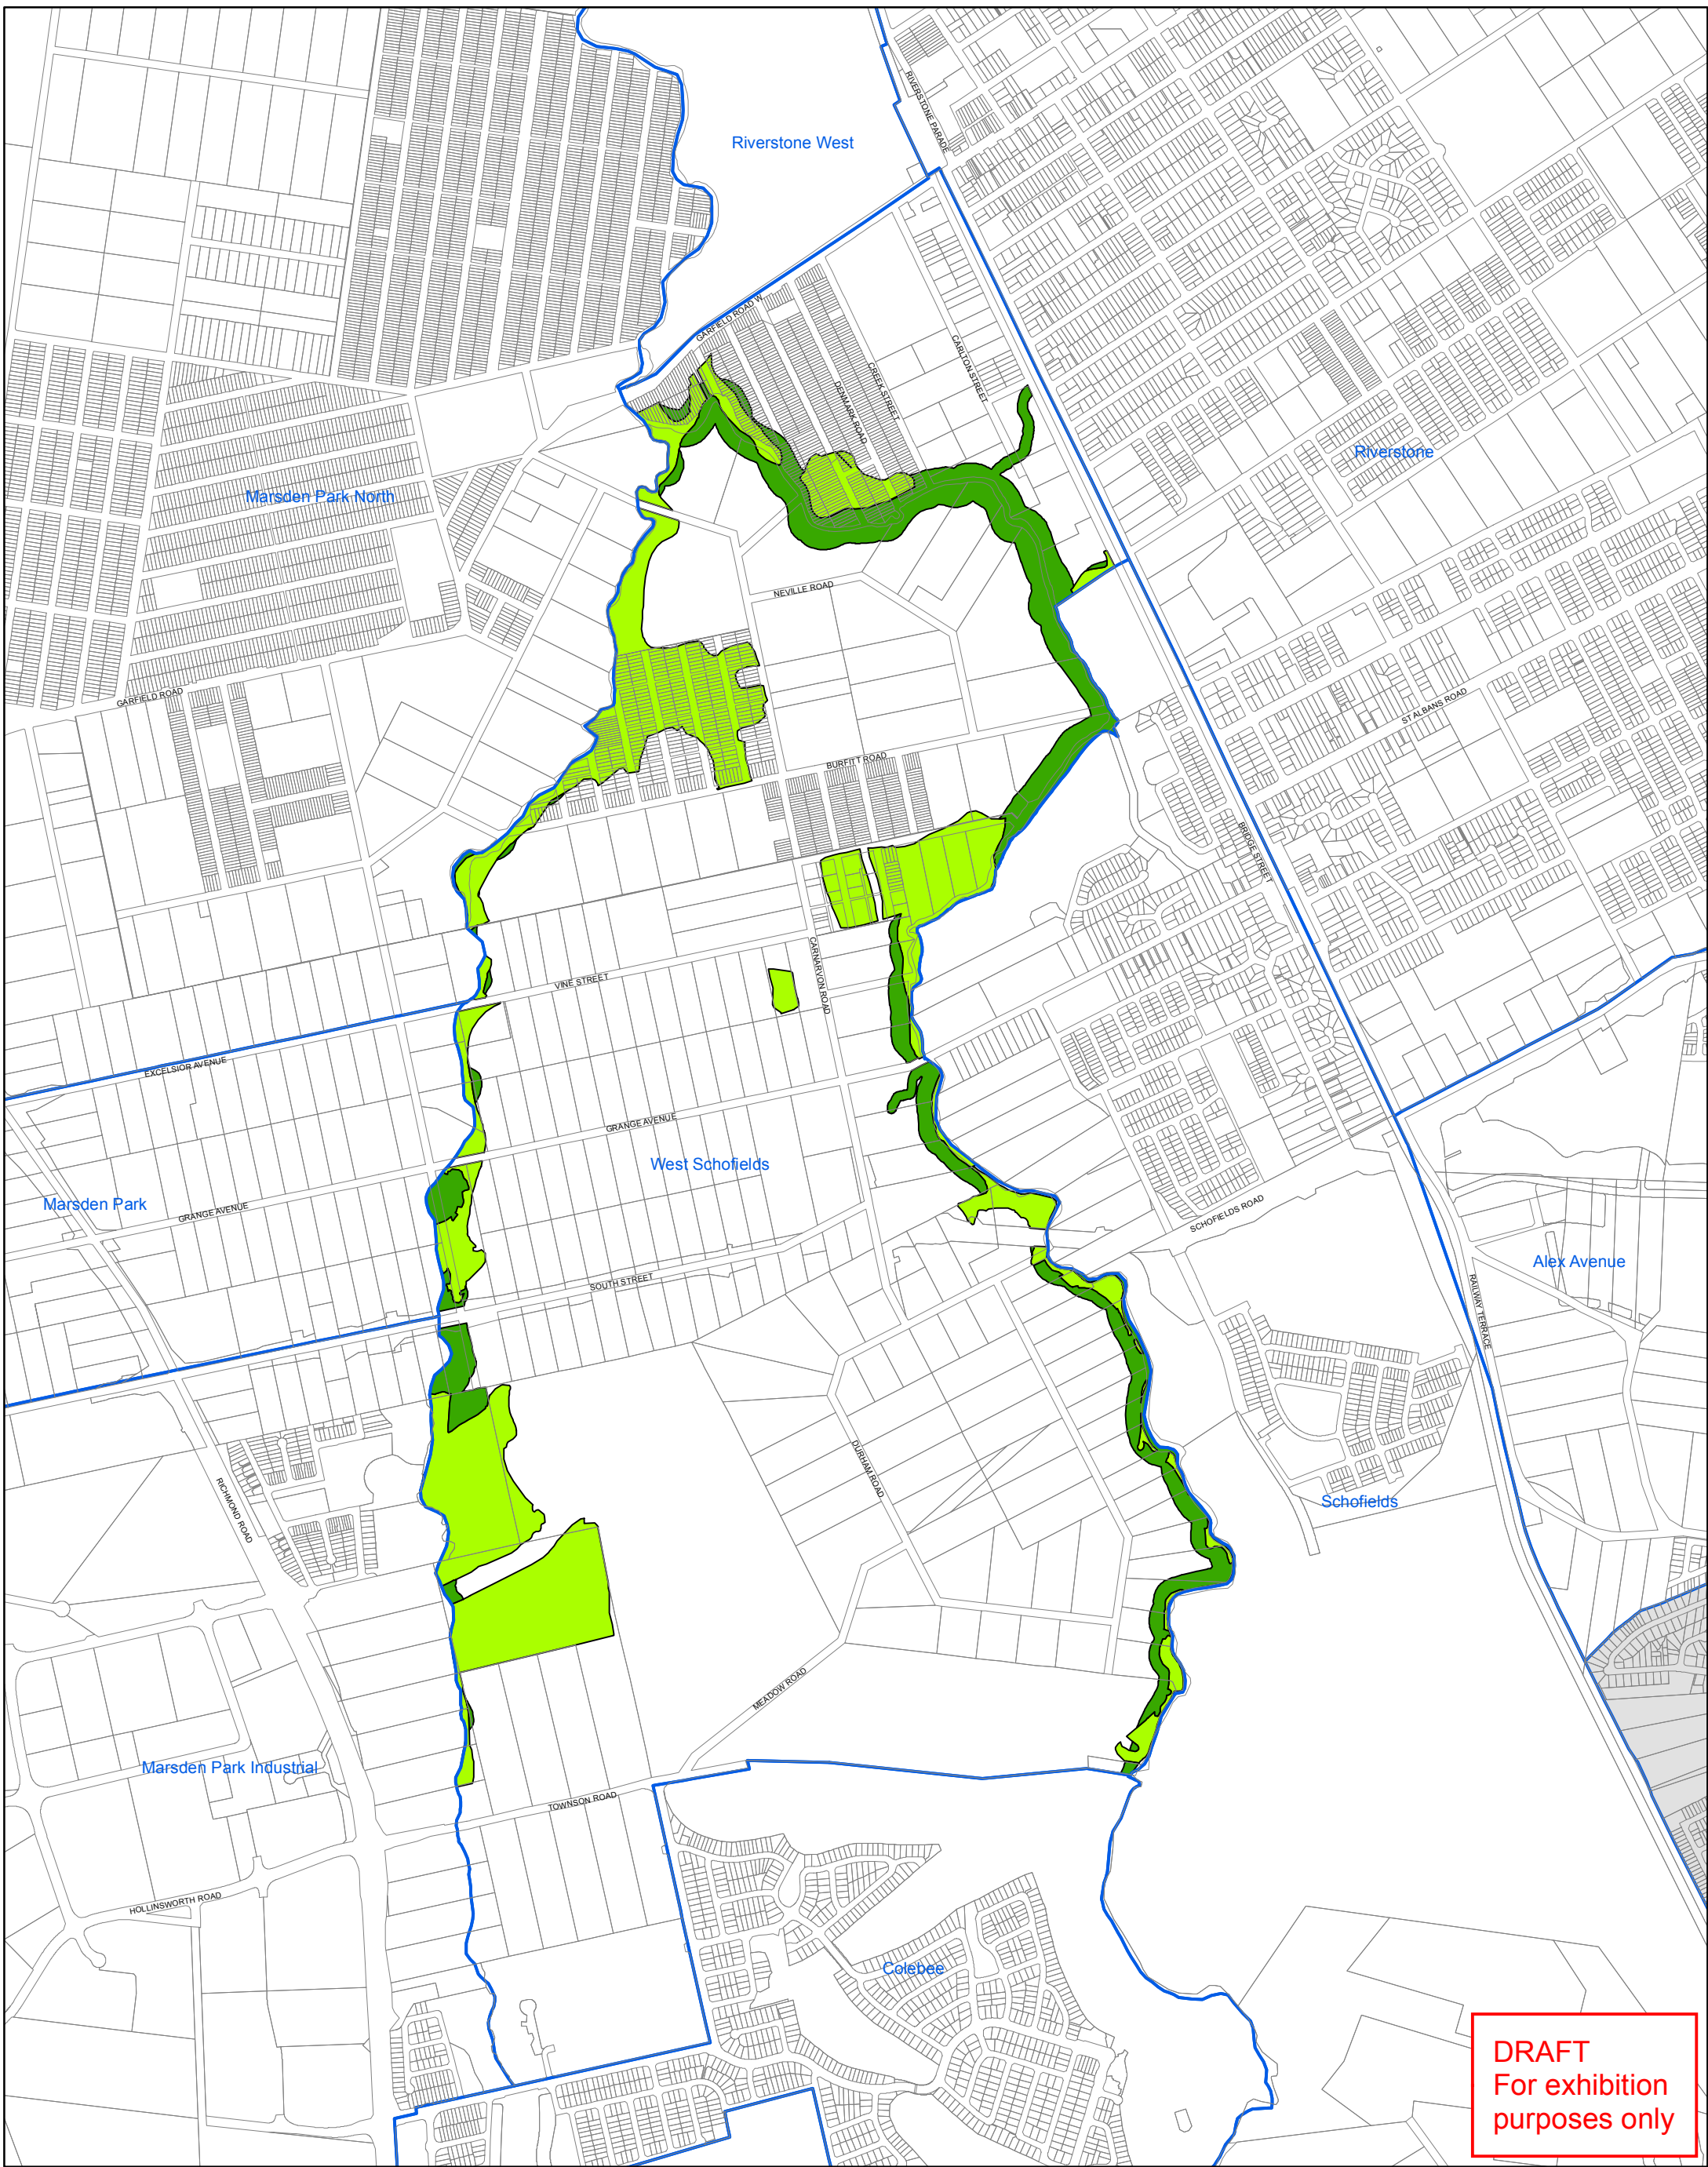 RIVERSTONE PARADE
Riverstone West
GARFIELD ROAD W
CARLTON STREET
CREEK STREET
DENMARK ROAD
Riverstone
Marsden Park North
NEVILLE ROAD
GARFIELD ROAD
ST ALBANS ROAD
BURFITT ROAD
BRIDGE STREET
CARNARVON ROAD
VINE STREET
EXCELSIOR AVENUE
GRANGE AVENUE
West Schofields
Marsden Park
GRANGE AVENUE
SCHOFIELDS ROAD
Alex Avenue
SOUTH STREET
RAILWAY TERRACE
DURHAM ROAD
RICHMOND ROAD
Schofields
MEADOW ROAD
Marsden Park Industrial
TOWNSON ROAD
HOLLINSWORTH ROAD
Colebee
DRAFT
For exhibition
purposes only